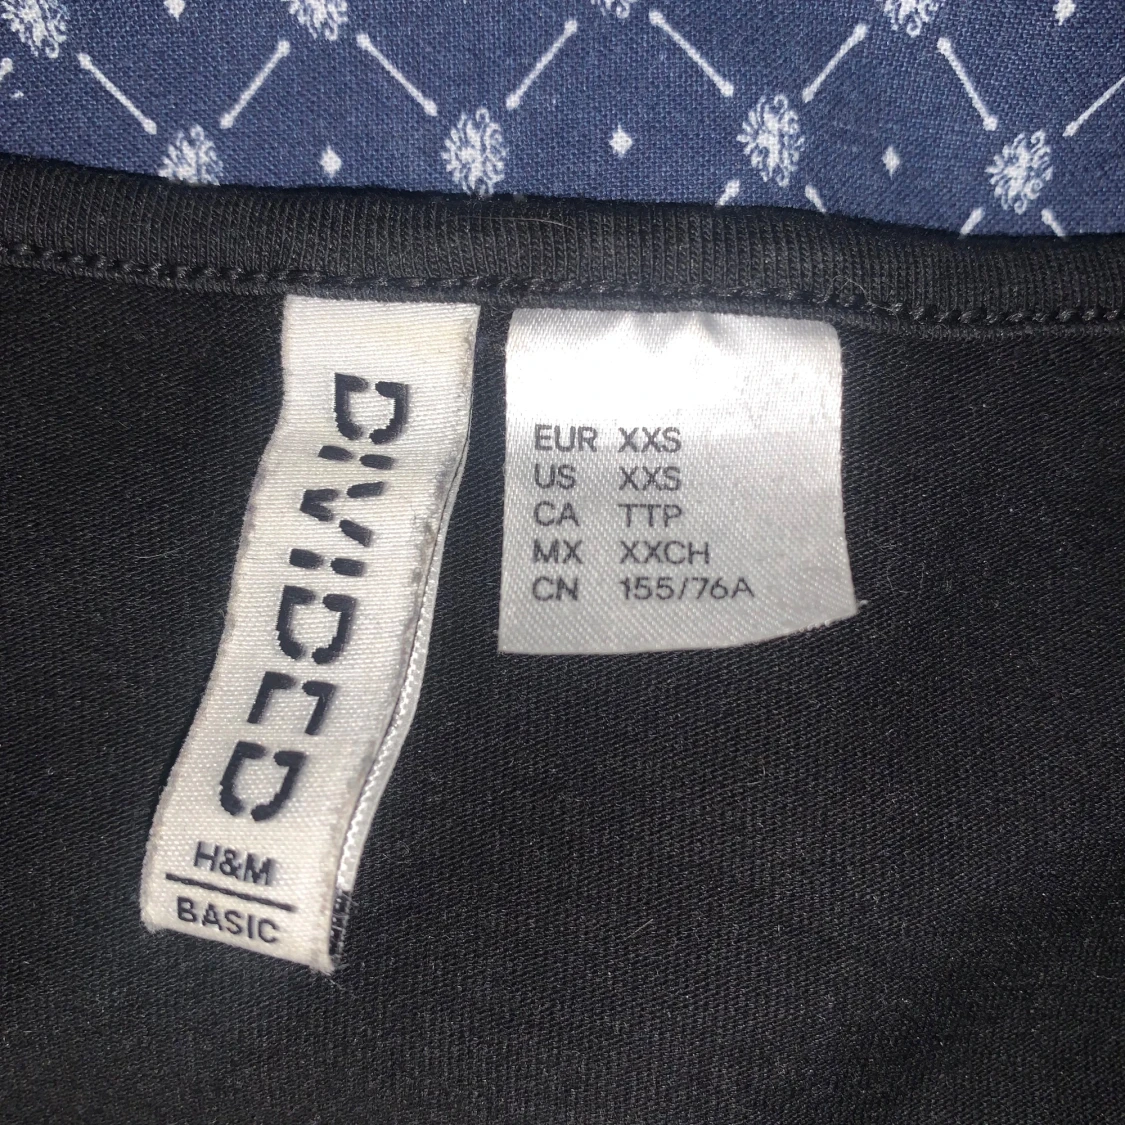 DIVIDED
H&M
BASIC
EUR XXS
US XXS
CA TTP
MX XXCH
CN 155/76A